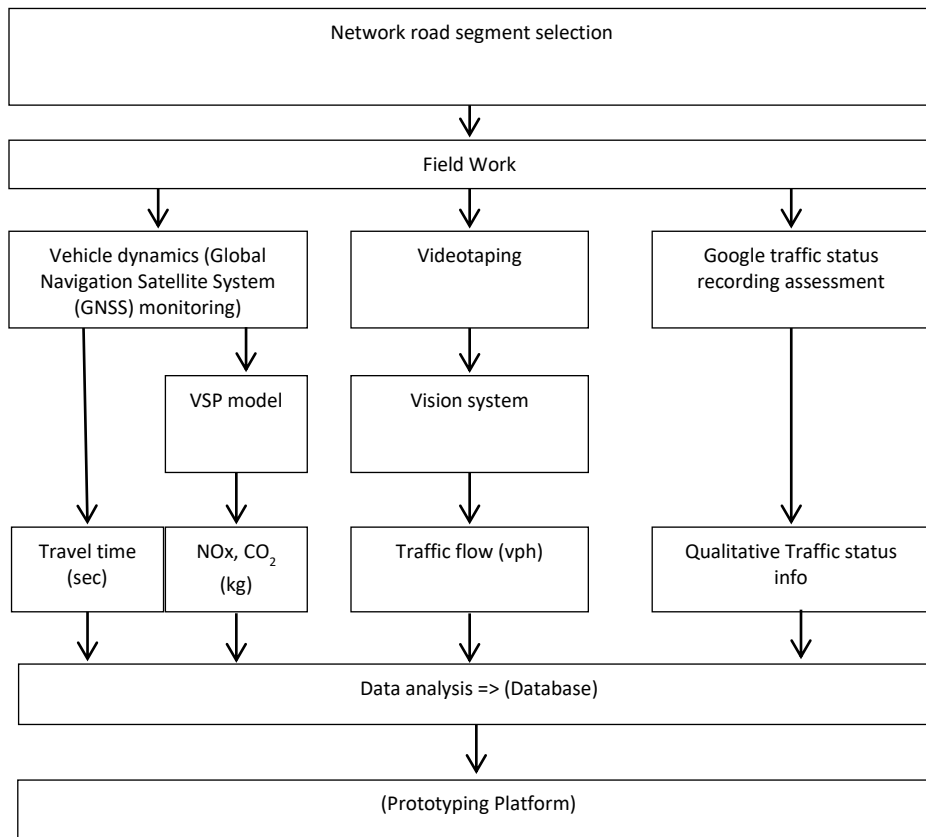 Network road segment selection
Field Work
Vehicle dynamics (Global
Navigation Satellite System
(GNSS) monitoring)
Videotaping
Google traffic status
recording assessment
VSP model
Vision system
Travel time
(sec)
NOx, CO₂
(kg)
Traffic flow (vph)
Qualitative Traffic status
info
Data analysis => (Database)
(Prototyping Platform)